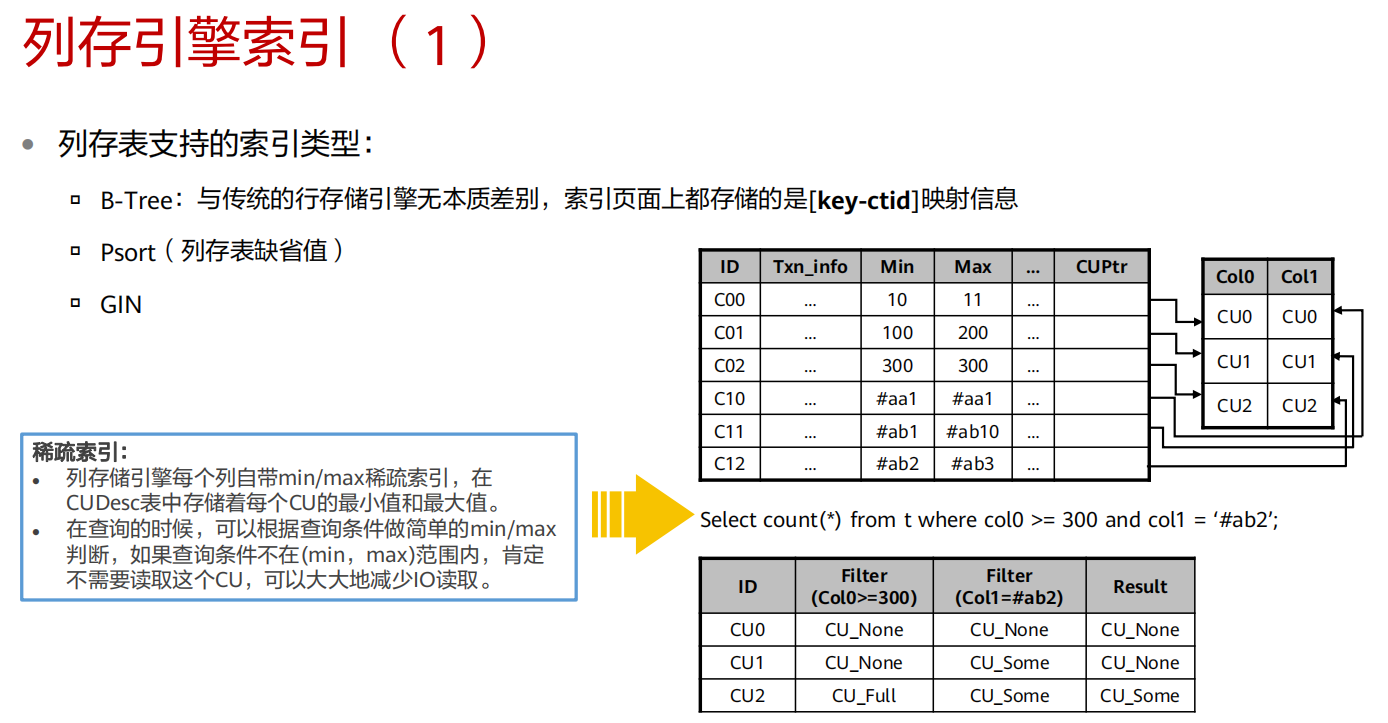 列存引擎索引（1）
列存表支持的索引类型：
B-Tree：与传统的行存储引擎无本质差别，索引页面上都存储的是[key-ctid]映射信息
Psort（列存表缺省值）
GIN
稀疏索引：
列存储引擎每个列自带min/max稀疏索引，在
CUDesc表中存储着每个CU的最小值和最大值。
在查询的时候，可以根据查询条件做简单的min/max
判断，如果查询条件不在(min，max)范围内，肯定
不需要读取这个CU，可以大大地减少IO读取。
ID Txn_info Min Max ... CUPtr
C00 ... 10 11 ...
C01 ... 100 200 ...
C02 ... 300 300 ...
C10 ... #aa1 #aa1 ...
C11 ... #ab1 #ab10 ...
C12 ... #ab2 #ab3 ...
Col0 Col1
CU0 CU0
CU1 CU1
CU2 CU2
Select count(*) from t where col0 >= 300 and col1 = ‘#ab2’;
ID Filter (Col0>=300) Filter (Col1=#ab2) Result
CU0 CU_None CU_None CU_None
CU1 CU_None CU_Some CU_None
CU2 CU_Full CU_Some CU_Some